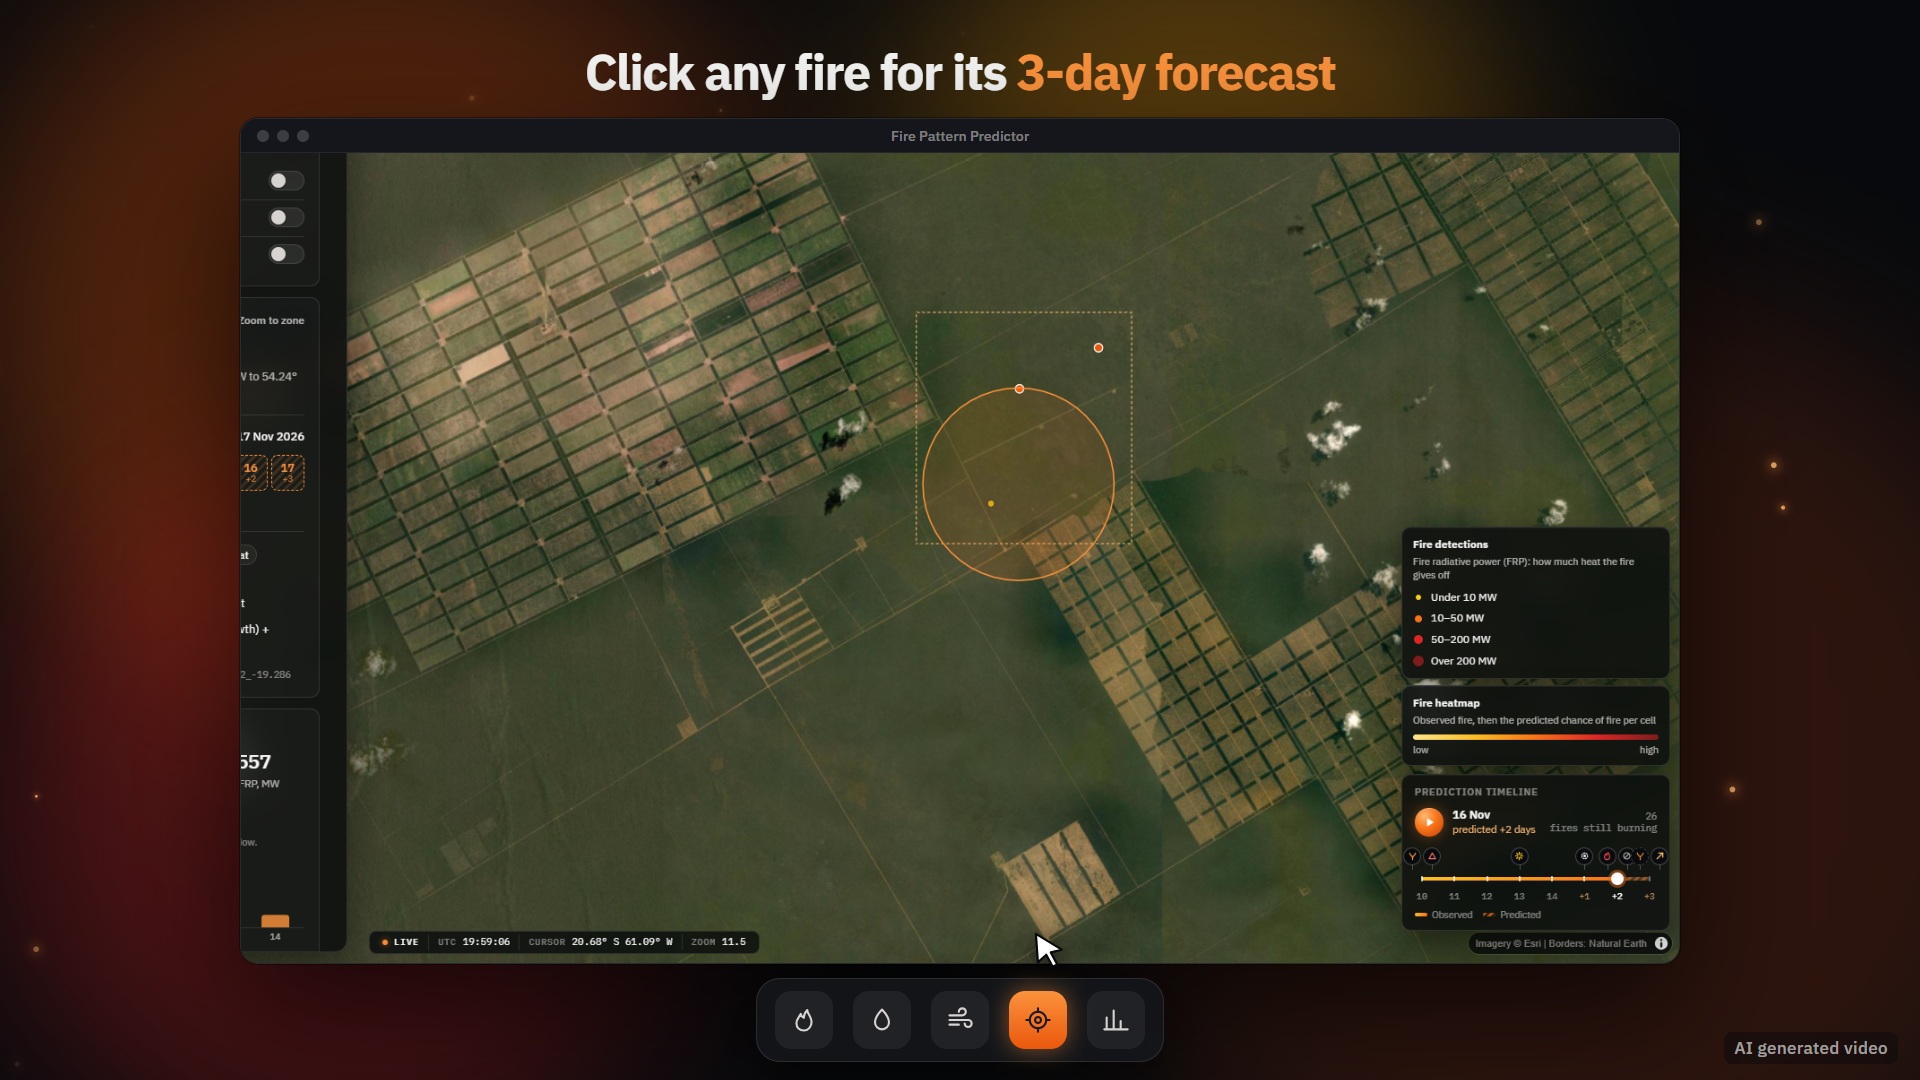 Click any fire for its 3-day forecast
Fire Pattern Predictor
Zoom to zone
W to 54.24°
17 Nov 2026
16 17
+2 +3
at
t
wth) +
2_-19.286
557
FRP, MW
low.
14
Fire detections
Fire radiative power (FRP): how much heat the fire
gives off
Under 10 MW
10–50 MW
50–200 MW
Over 200 MW
Fire heatmap
Observed fire, then the predicted chance of fire per cell
low high
PREDICTION TIMELINE
16 Nov 26
predicted +2 days fires still burning
10 11 12 13 14 +1 +2 +3
Observed Predicted
LIVE UTC 19:59:06 CURSOR 20.68° S 61.09° W ZOOM 11.5
Imagery © Esri | Borders: Natural Earth
AI generated video